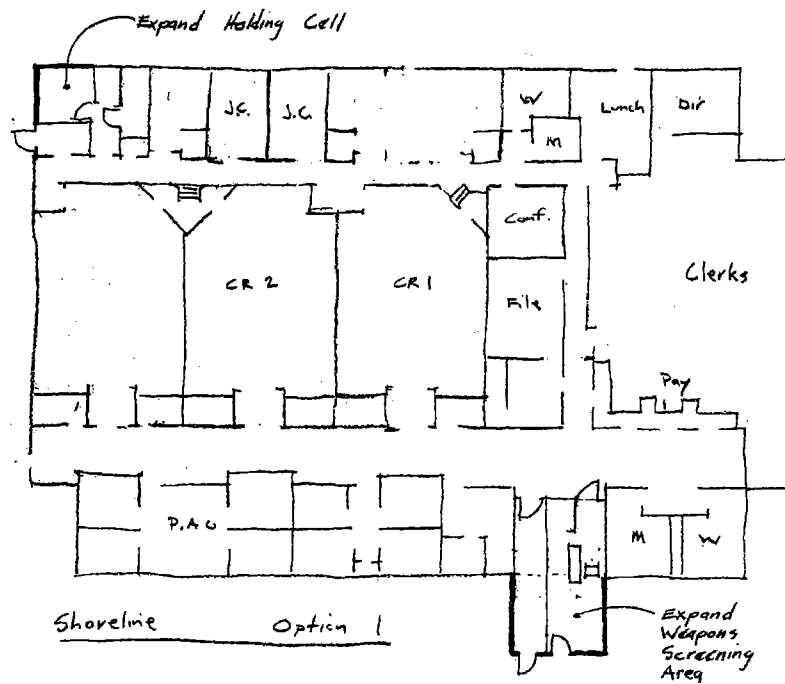 Expand Holding Cell
J.C.
J.C.
W
M
Lunch
Dir
Conf.
CR 2
CR 1
File
Clerks
Pay
P.A.O
M
W
Shoreline Option 1
Expand
Weapons
Screening
Area